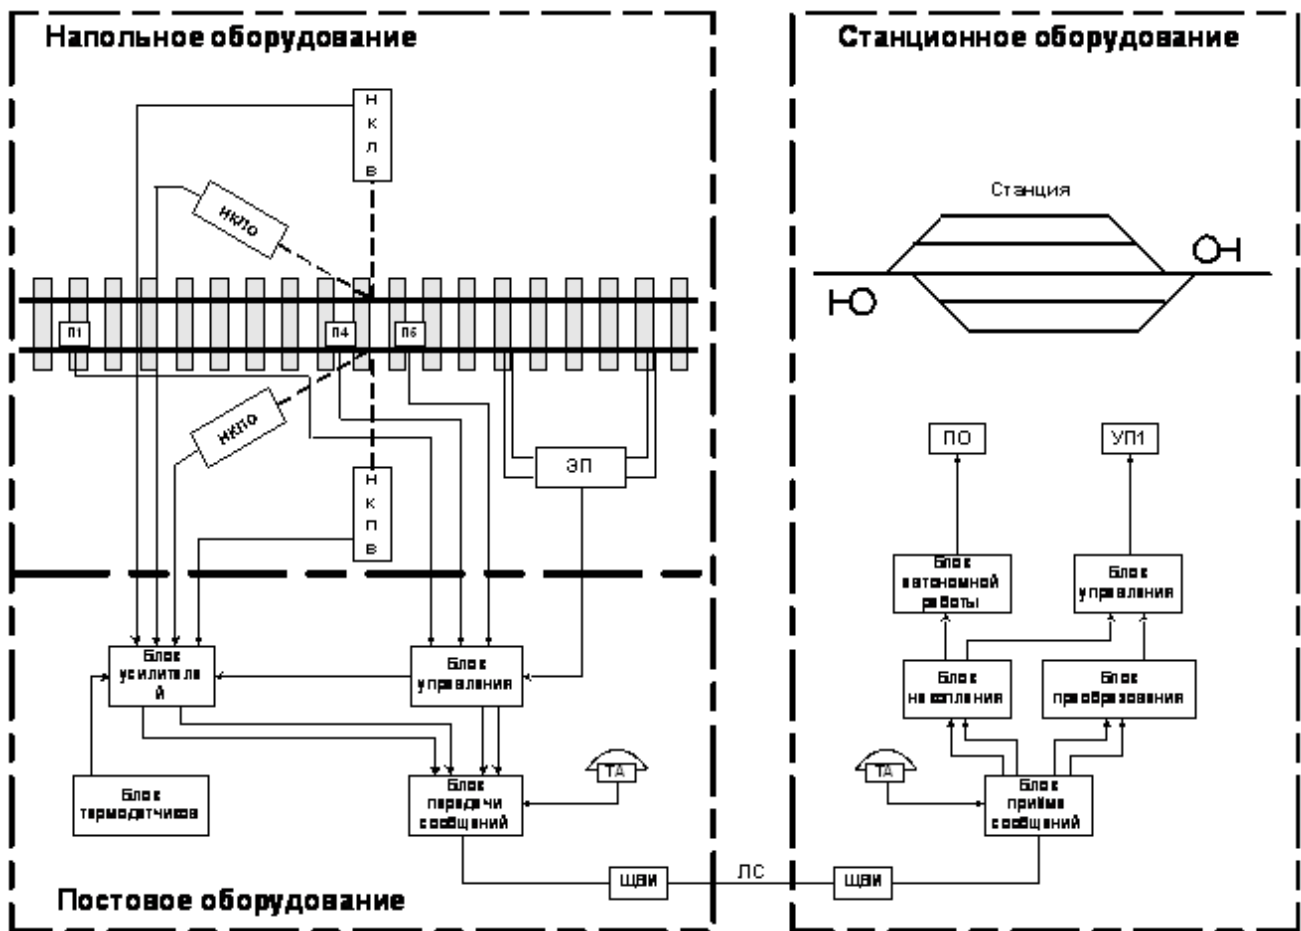 Напольное оборудование
Станционное оборудование
Н
К
Л
В
НКПО
Станция
П1
П4
П5
НКПО
ЭП
Н
К
П
В
ПО
УП1
Блок
автономной
работы
Блок
управления
Блок
усилителе
й
Блок
управления
Блок
накопления
Блок
преобразования
Блок
термодатчиков
Блок
передачи
сообщений
ТА
ТА
Блок
приёма
сообщений
ЩВИ
ЛС
ЩВИ
Постовое оборудование